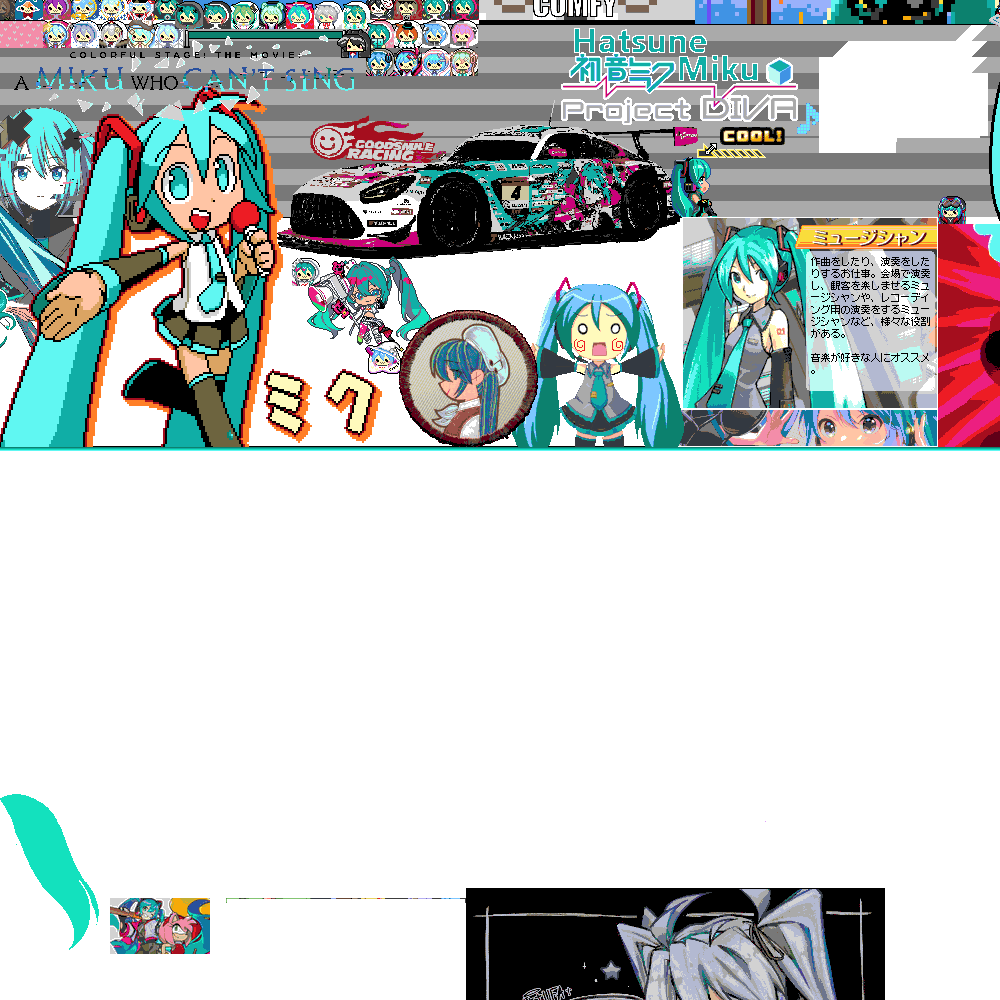 COMFY
COLORFUL STAGE! THE MOVIE:
A MIKU WHO CAN'T SING
Hatsune
初音ミク Miku
Project DIVA
COOL!
GOODSMILE
RACING
4
ミュージシャン
作曲をしたり、演奏をした
りするお仕事。会場で演奏
し、観客を楽しませるミュ
ージシャンや、レコーディ
ング用の演奏をするミュー
ジシャンなど、様々な役割
がある。
音楽が好きな人にオススメ
。
ミク